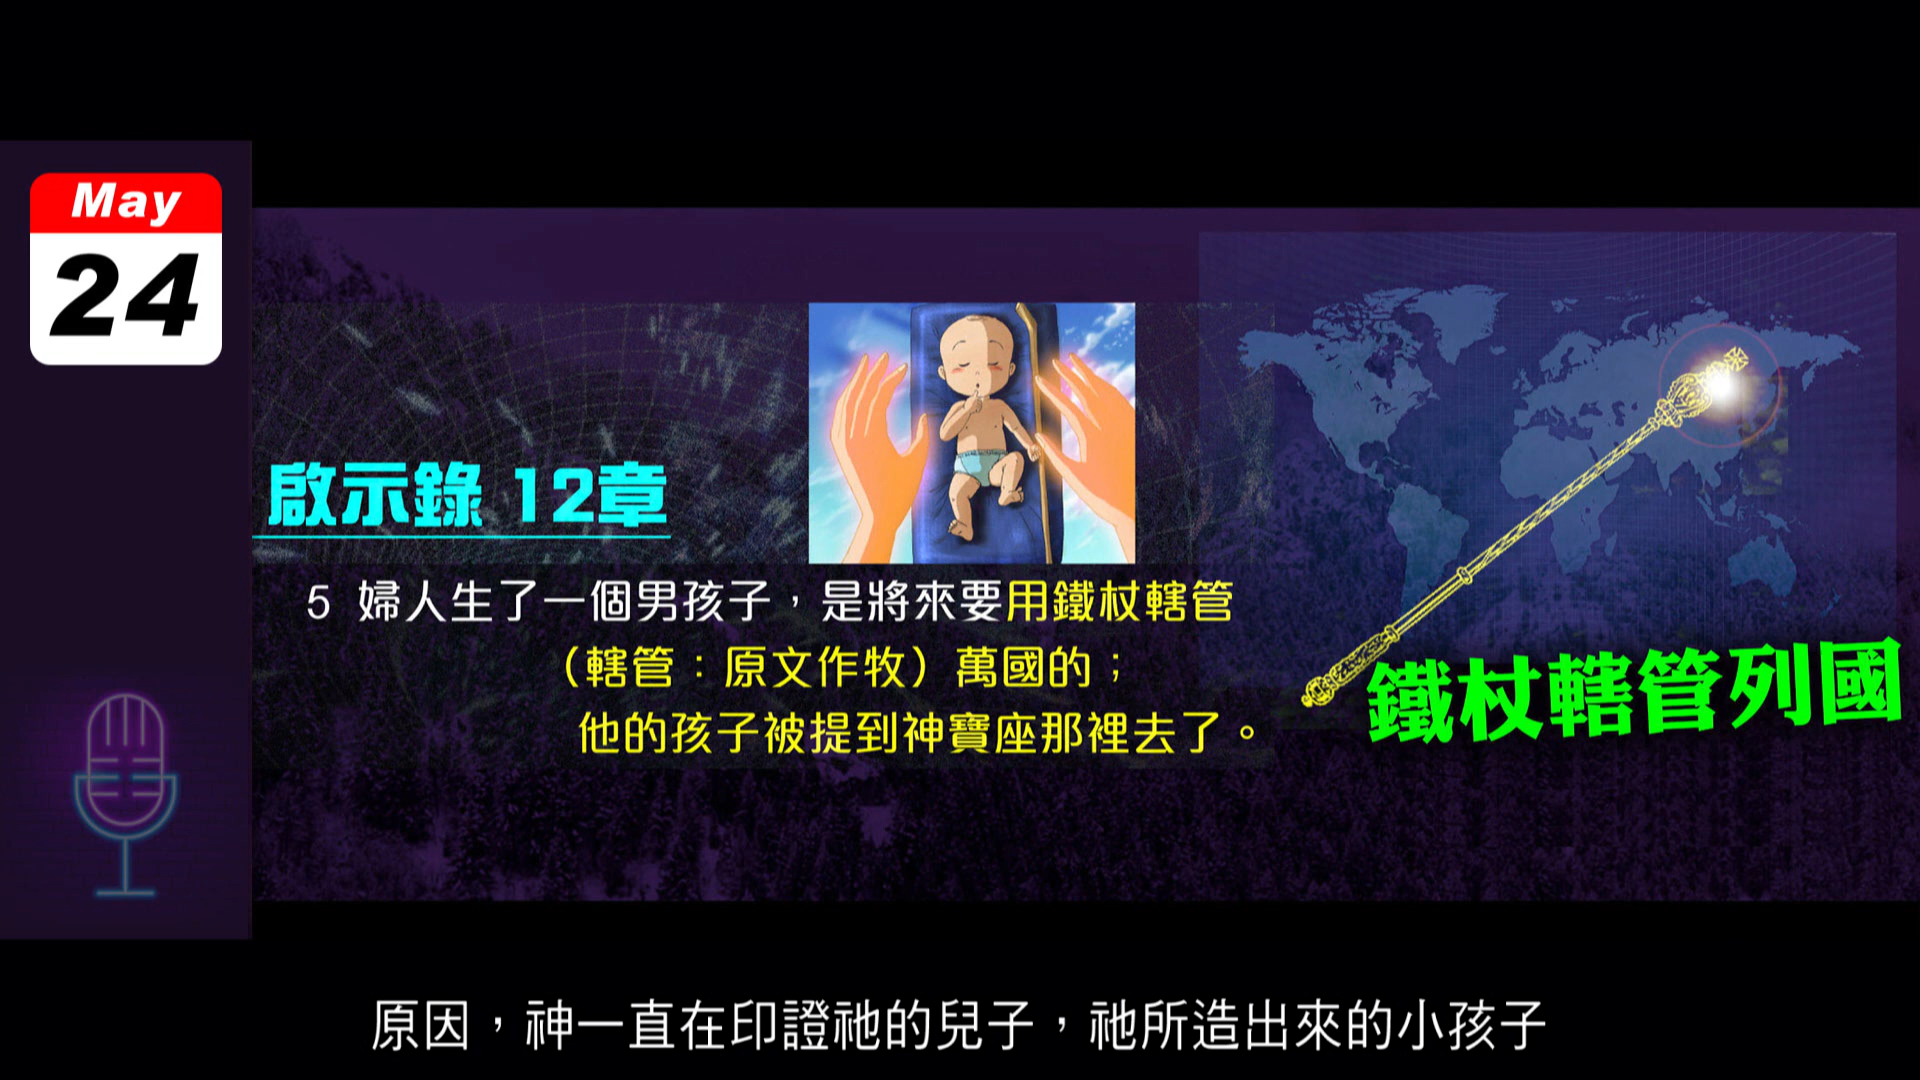 May
24
啟示錄 12章
5 婦人生了一個男孩子，是將來要用鐵杖轄管
（轄管：原文作牧）萬國的；
他的孩子被提到神寶座那裡去了。
鐵杖轄管列國
原因，神一直在印證祂的兒子，祂所造出來的小孩子